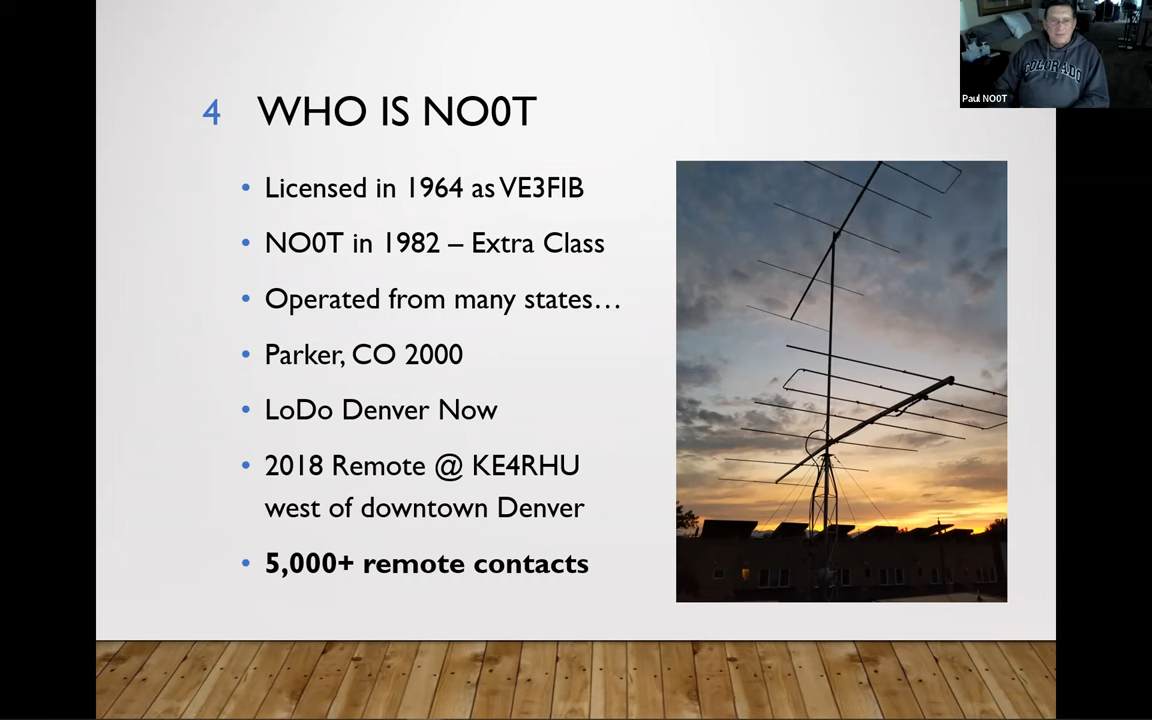 4 WHO IS NO0T
Licensed in 1964 as VE3FIB
NO0T in 1982 – Extra Class
Operated from many states…
Parker, CO 2000
LoDo Denver Now
2018 Remote @ KE4RHU
west of downtown Denver
5,000+ remote contacts
COLORADO
Paul NO0T